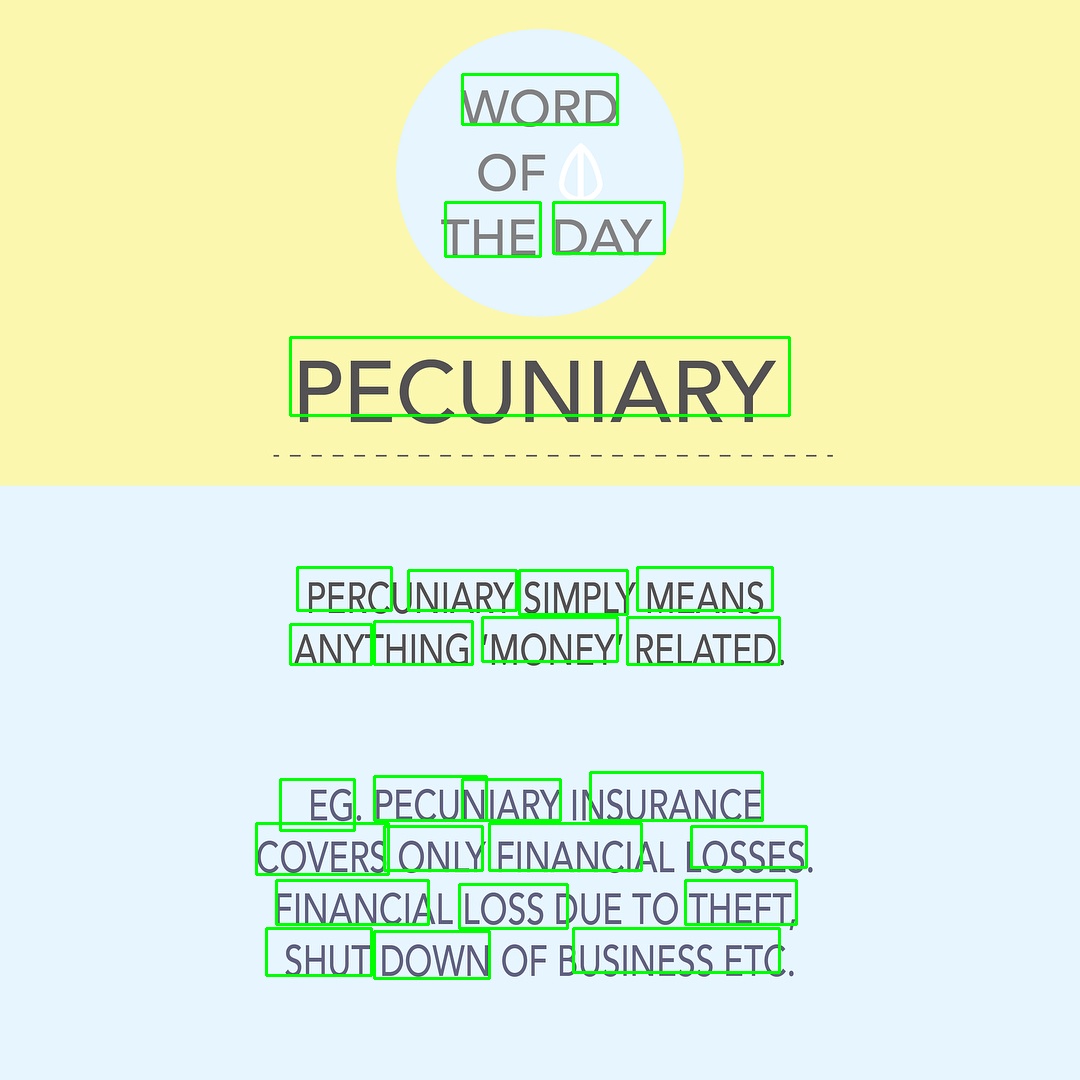 WORD
OF
THE DAY
PECUNIARY
PERCUNIARY SIMPLY MEANS
ANYTHING 'MONEY' RELATED.
EG. PECUNIARY INSURANCE
COVERS ONLY FINANCIAL LOSSES.
FINANCIAL LOSS DUE TO THEFT,
SHUT DOWN OF BUSINESS ETC.